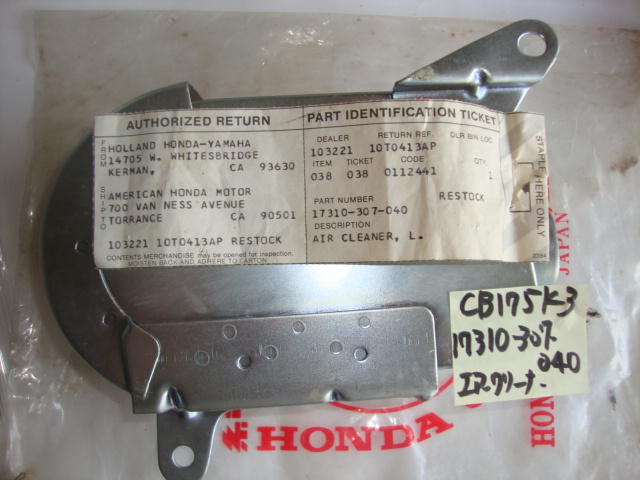 AUTHORIZED RETURN
FROM
HOLLAND HONDA-YAMAHA
14705 W. WHITESBRIDGE
KERMAN, CA 93630
SHIP TO
AMERICAN HONDA MOTOR
700 VAN NESS AVENUE
TORRANCE CA 90501
103221 10T0413AP RESTOCK
CONTENTS MERCHANDISE may be opened for inspection.
MOISTEN BACK AND ADHERE TO CARTON
PART IDENTIFICATION TICKET
DEALER RETURN REF. DLR BIN LOC
103221 10T0413AP
ITEM TICKET CODE QTY.
038 038 0112441 1
PART NUMBER RESTOCK
17310-307-040
DESCRIPTION
AIR CLEANER, L.
STAPLE HERE ONLY
CB175K3
17310-307-
040
エアクリーナー
HONDA
HON
JAPAN